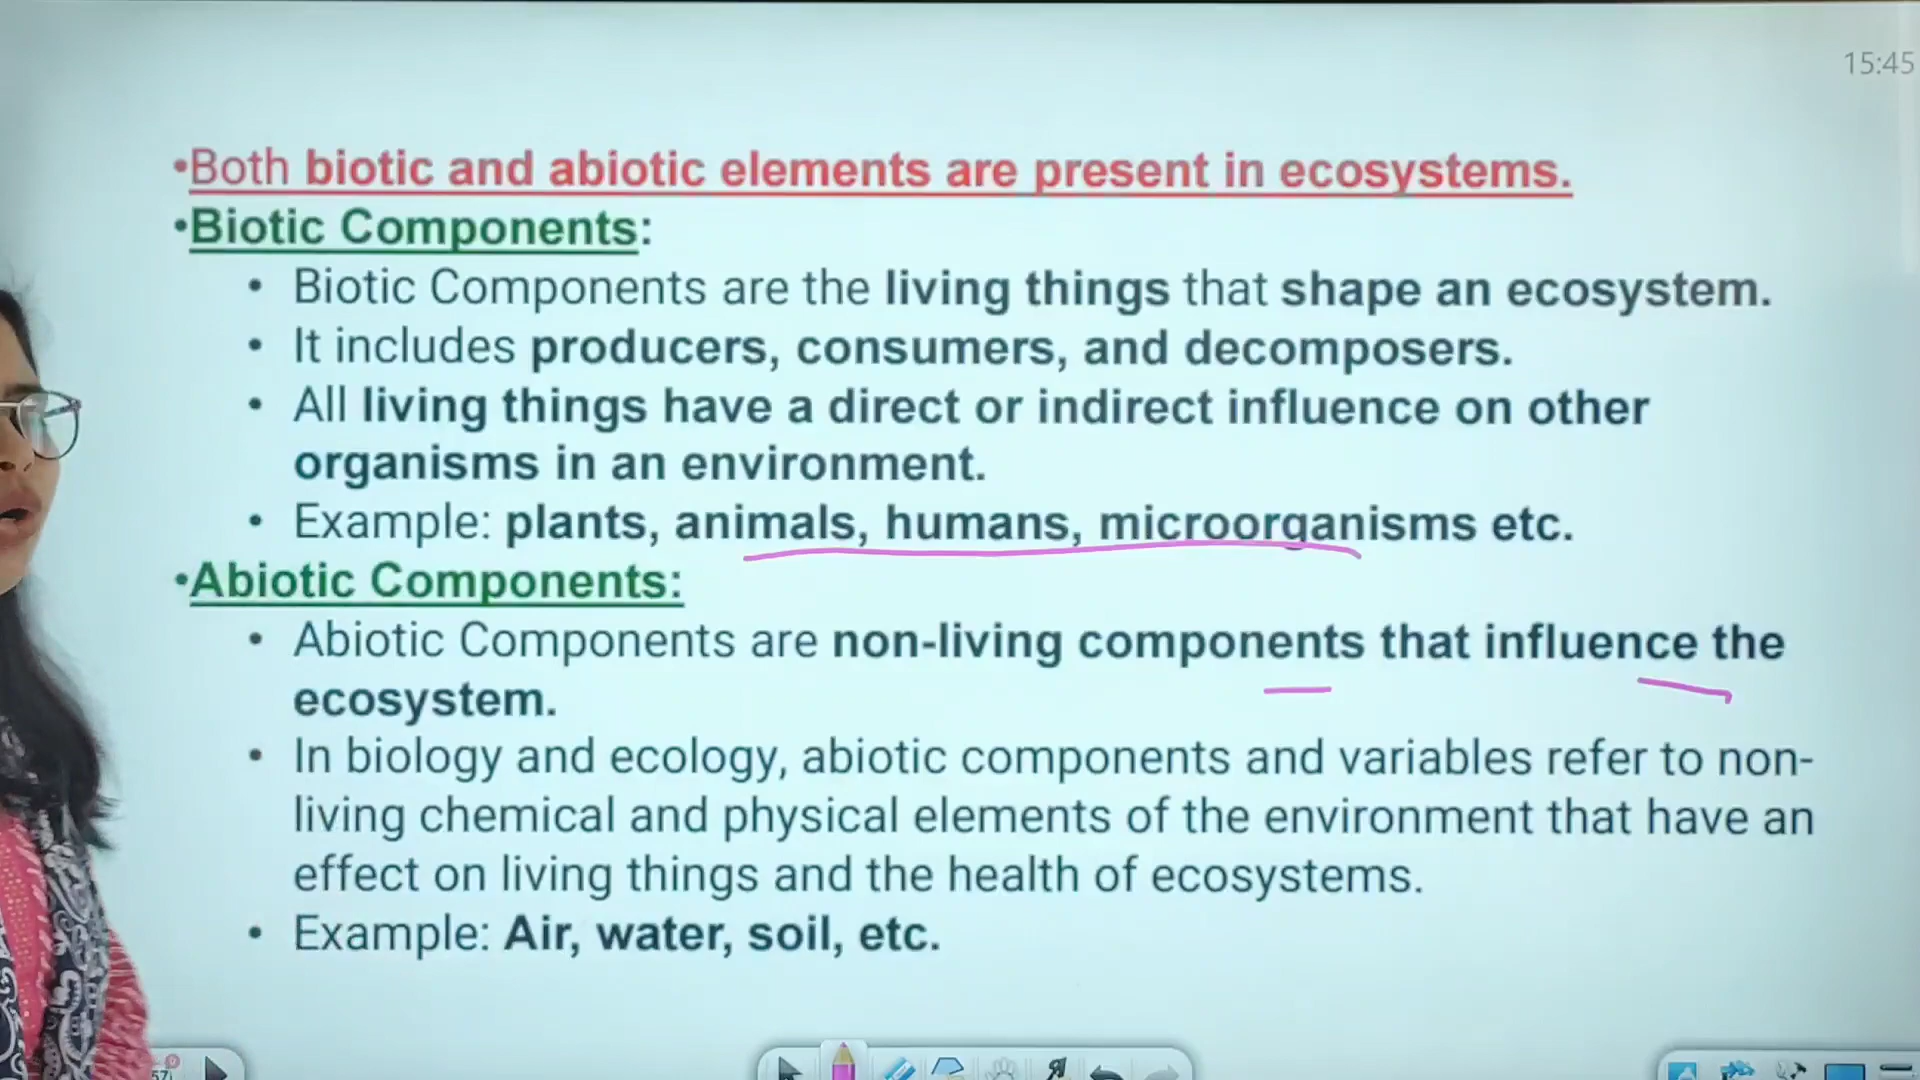 15:45
•Both biotic and abiotic elements are present in ecosystems.
•Biotic Components:
• Biotic Components are the living things that shape an ecosystem.
• It includes producers, consumers, and decomposers.
• All living things have a direct or indirect influence on other
organisms in an environment.
• Example: plants, animals, humans, microorganisms etc.
•Abiotic Components:
• Abiotic Components are non-living components that influence the
ecosystem.
• In biology and ecology, abiotic components and variables refer to non-
living chemical and physical elements of the environment that have an
effect on living things and the health of ecosystems.
• Example: Air, water, soil, etc.
57)